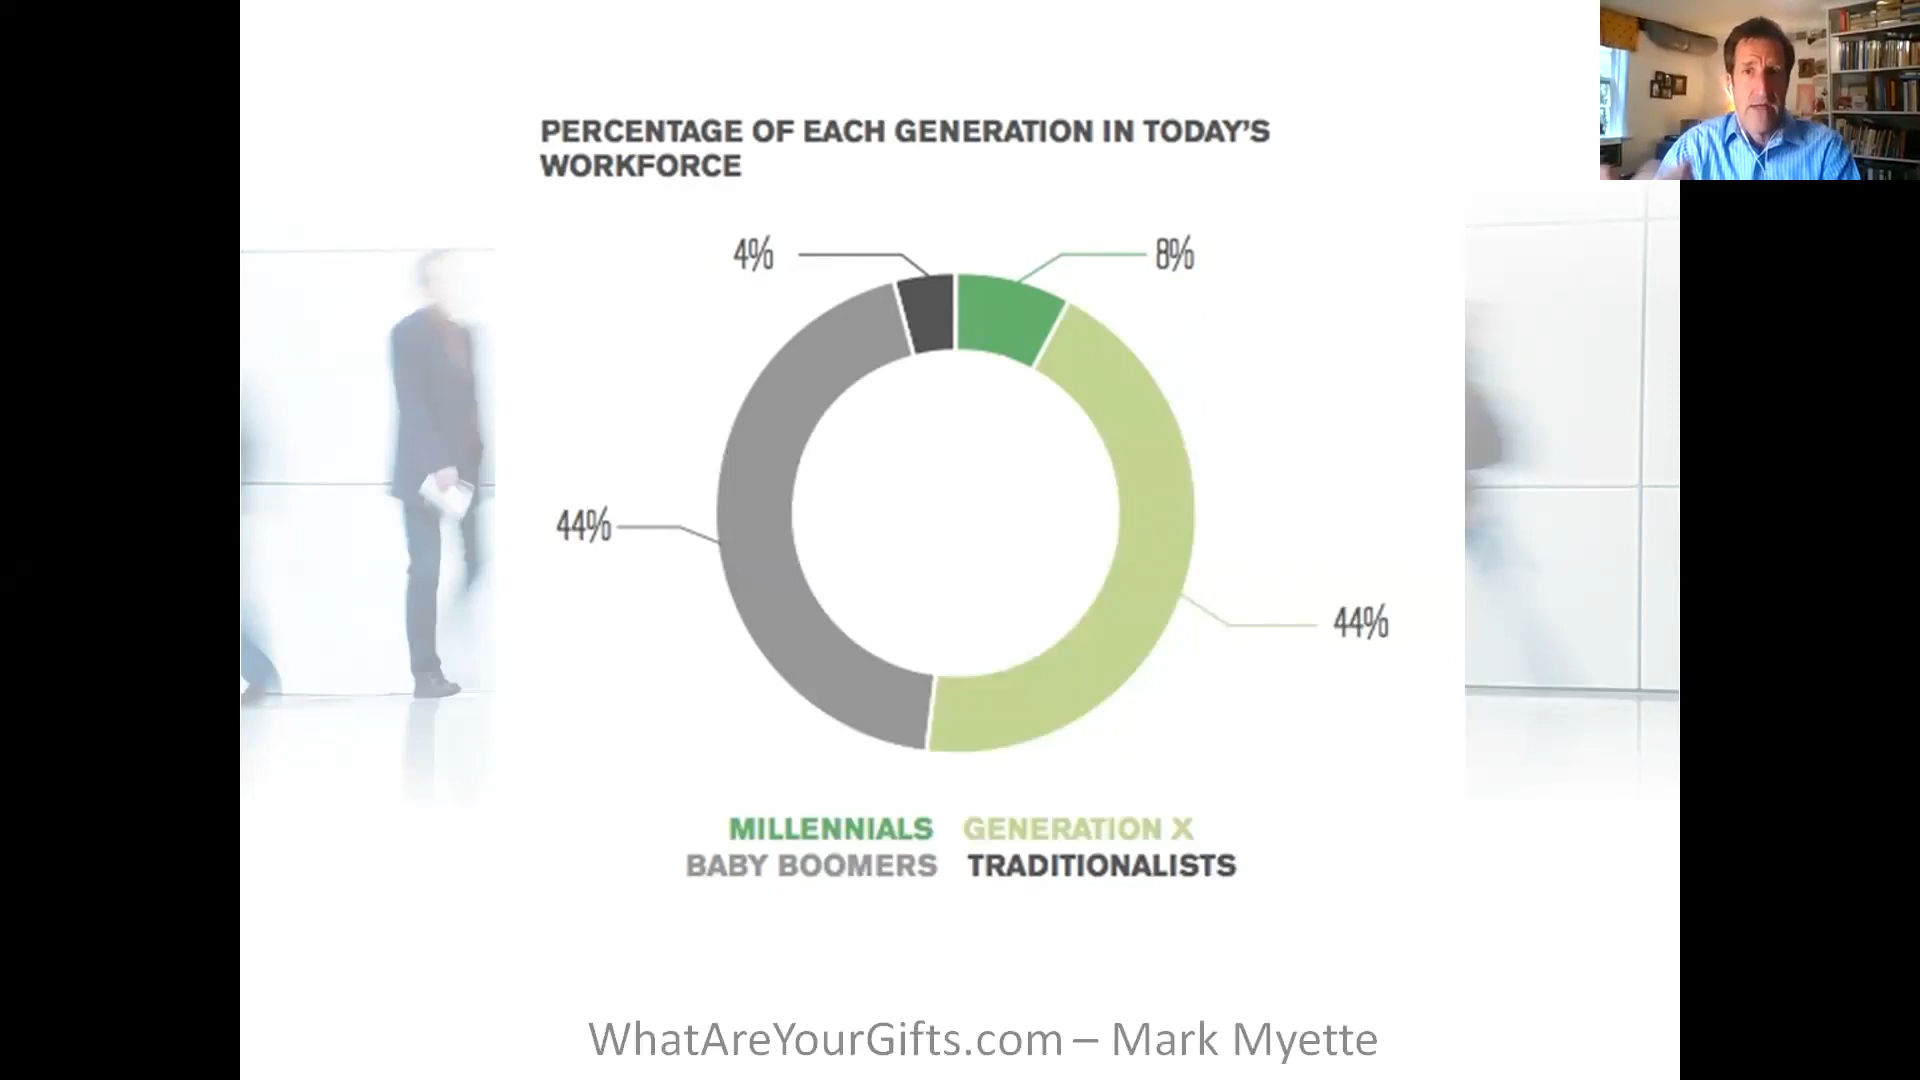 PERCENTAGE OF EACH GENERATION IN TODAY'S
WORKFORCE
4%
8%
44%
44%
MILLENNIALS GENERATION X
BABY BOOMERS TRADITIONALISTS
WhatAreYourGifts.com – Mark Myette